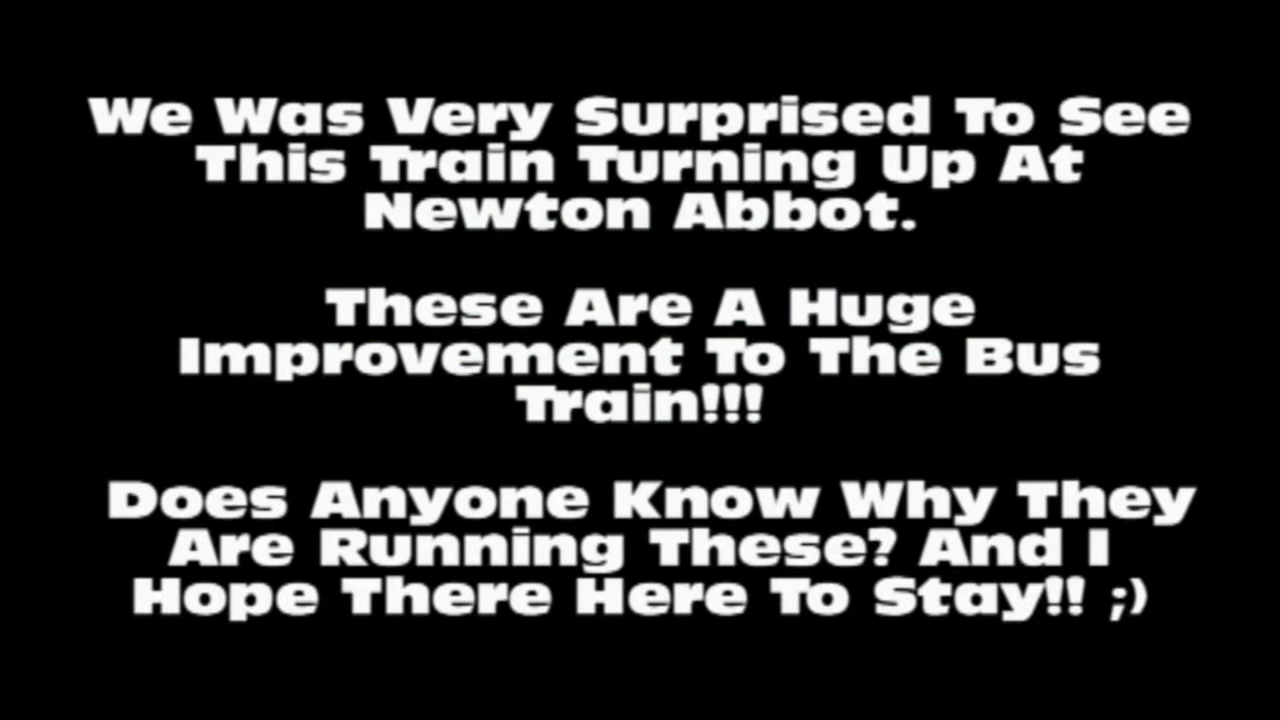 We Was Very Surprised To See
This Train Turning Up At
Newton Abbot.
These Are A Huge
Improvement To The Bus
Train!!!
Does Anyone Know Why They
Are Running These? And I
Hope There Here To Stay!! ;)